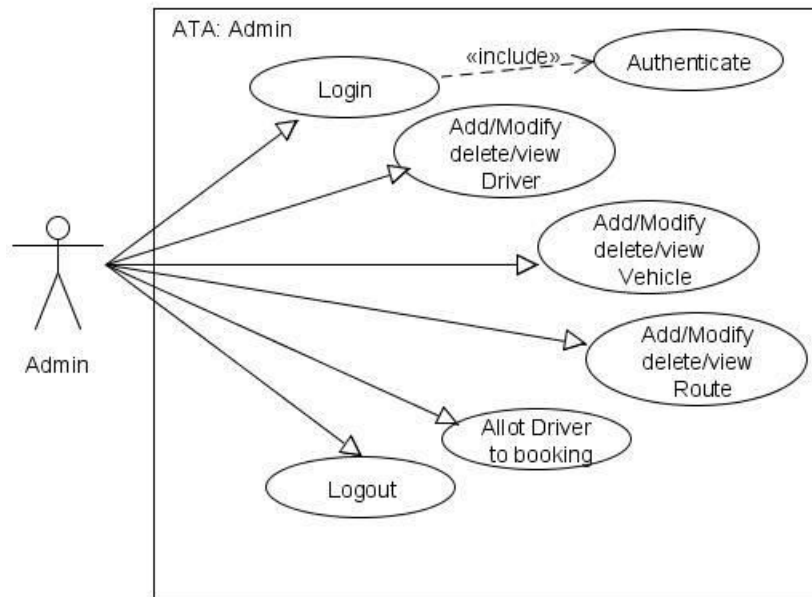 ATA: Admin
«include»
Authenticate
Login
Add/Modify
delete/view
Driver
Add/Modify
delete/view
Vehicle
Admin
Add/Modify
delete/view
Route
Allot Driver
to booking
Logout